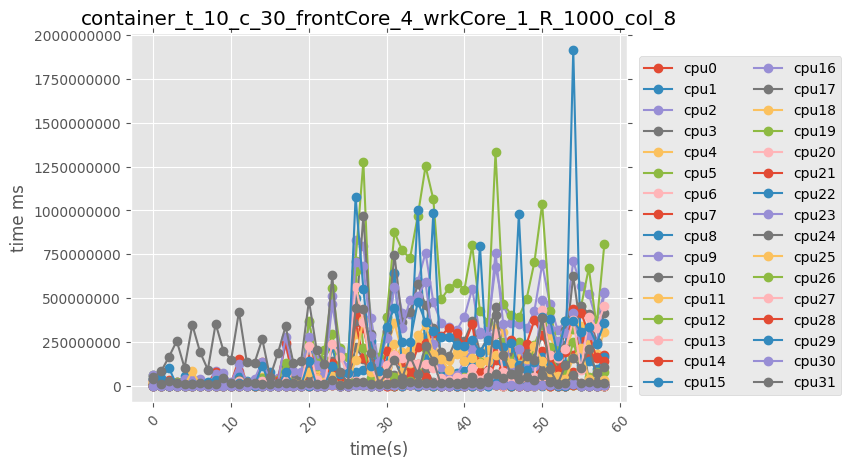 container_t_10_c_30_frontCore_4_wrkCore_1_R_1000_col_8
2000000000
1750000000
1500000000
1250000000
1000000000
750000000
500000000
250000000
0
time ms
0
10
20
30
40
50
60
time(s)
cpu0
cpu1
cpu2
cpu3
cpu4
cpu5
cpu6
cpu7
cpu8
cpu9
cpu10
cpu11
cpu12
cpu13
cpu14
cpu15
cpu16
cpu17
cpu18
cpu19
cpu20
cpu21
cpu22
cpu23
cpu24
cpu25
cpu26
cpu27
cpu28
cpu29
cpu30
cpu31